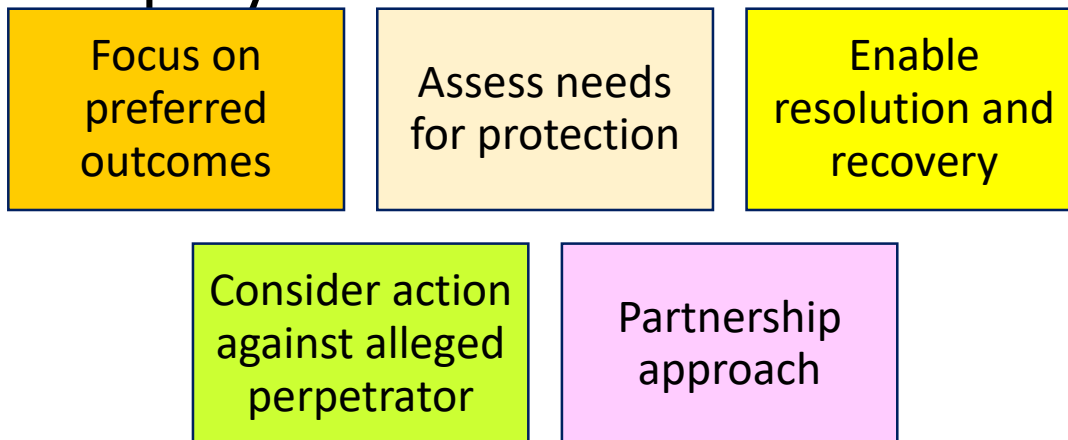 Focus on
preferred
outcomes
Assess needs
for protection
Enable
resolution and
recovery
Consider action
against alleged
perpetrator
Partnership
approach